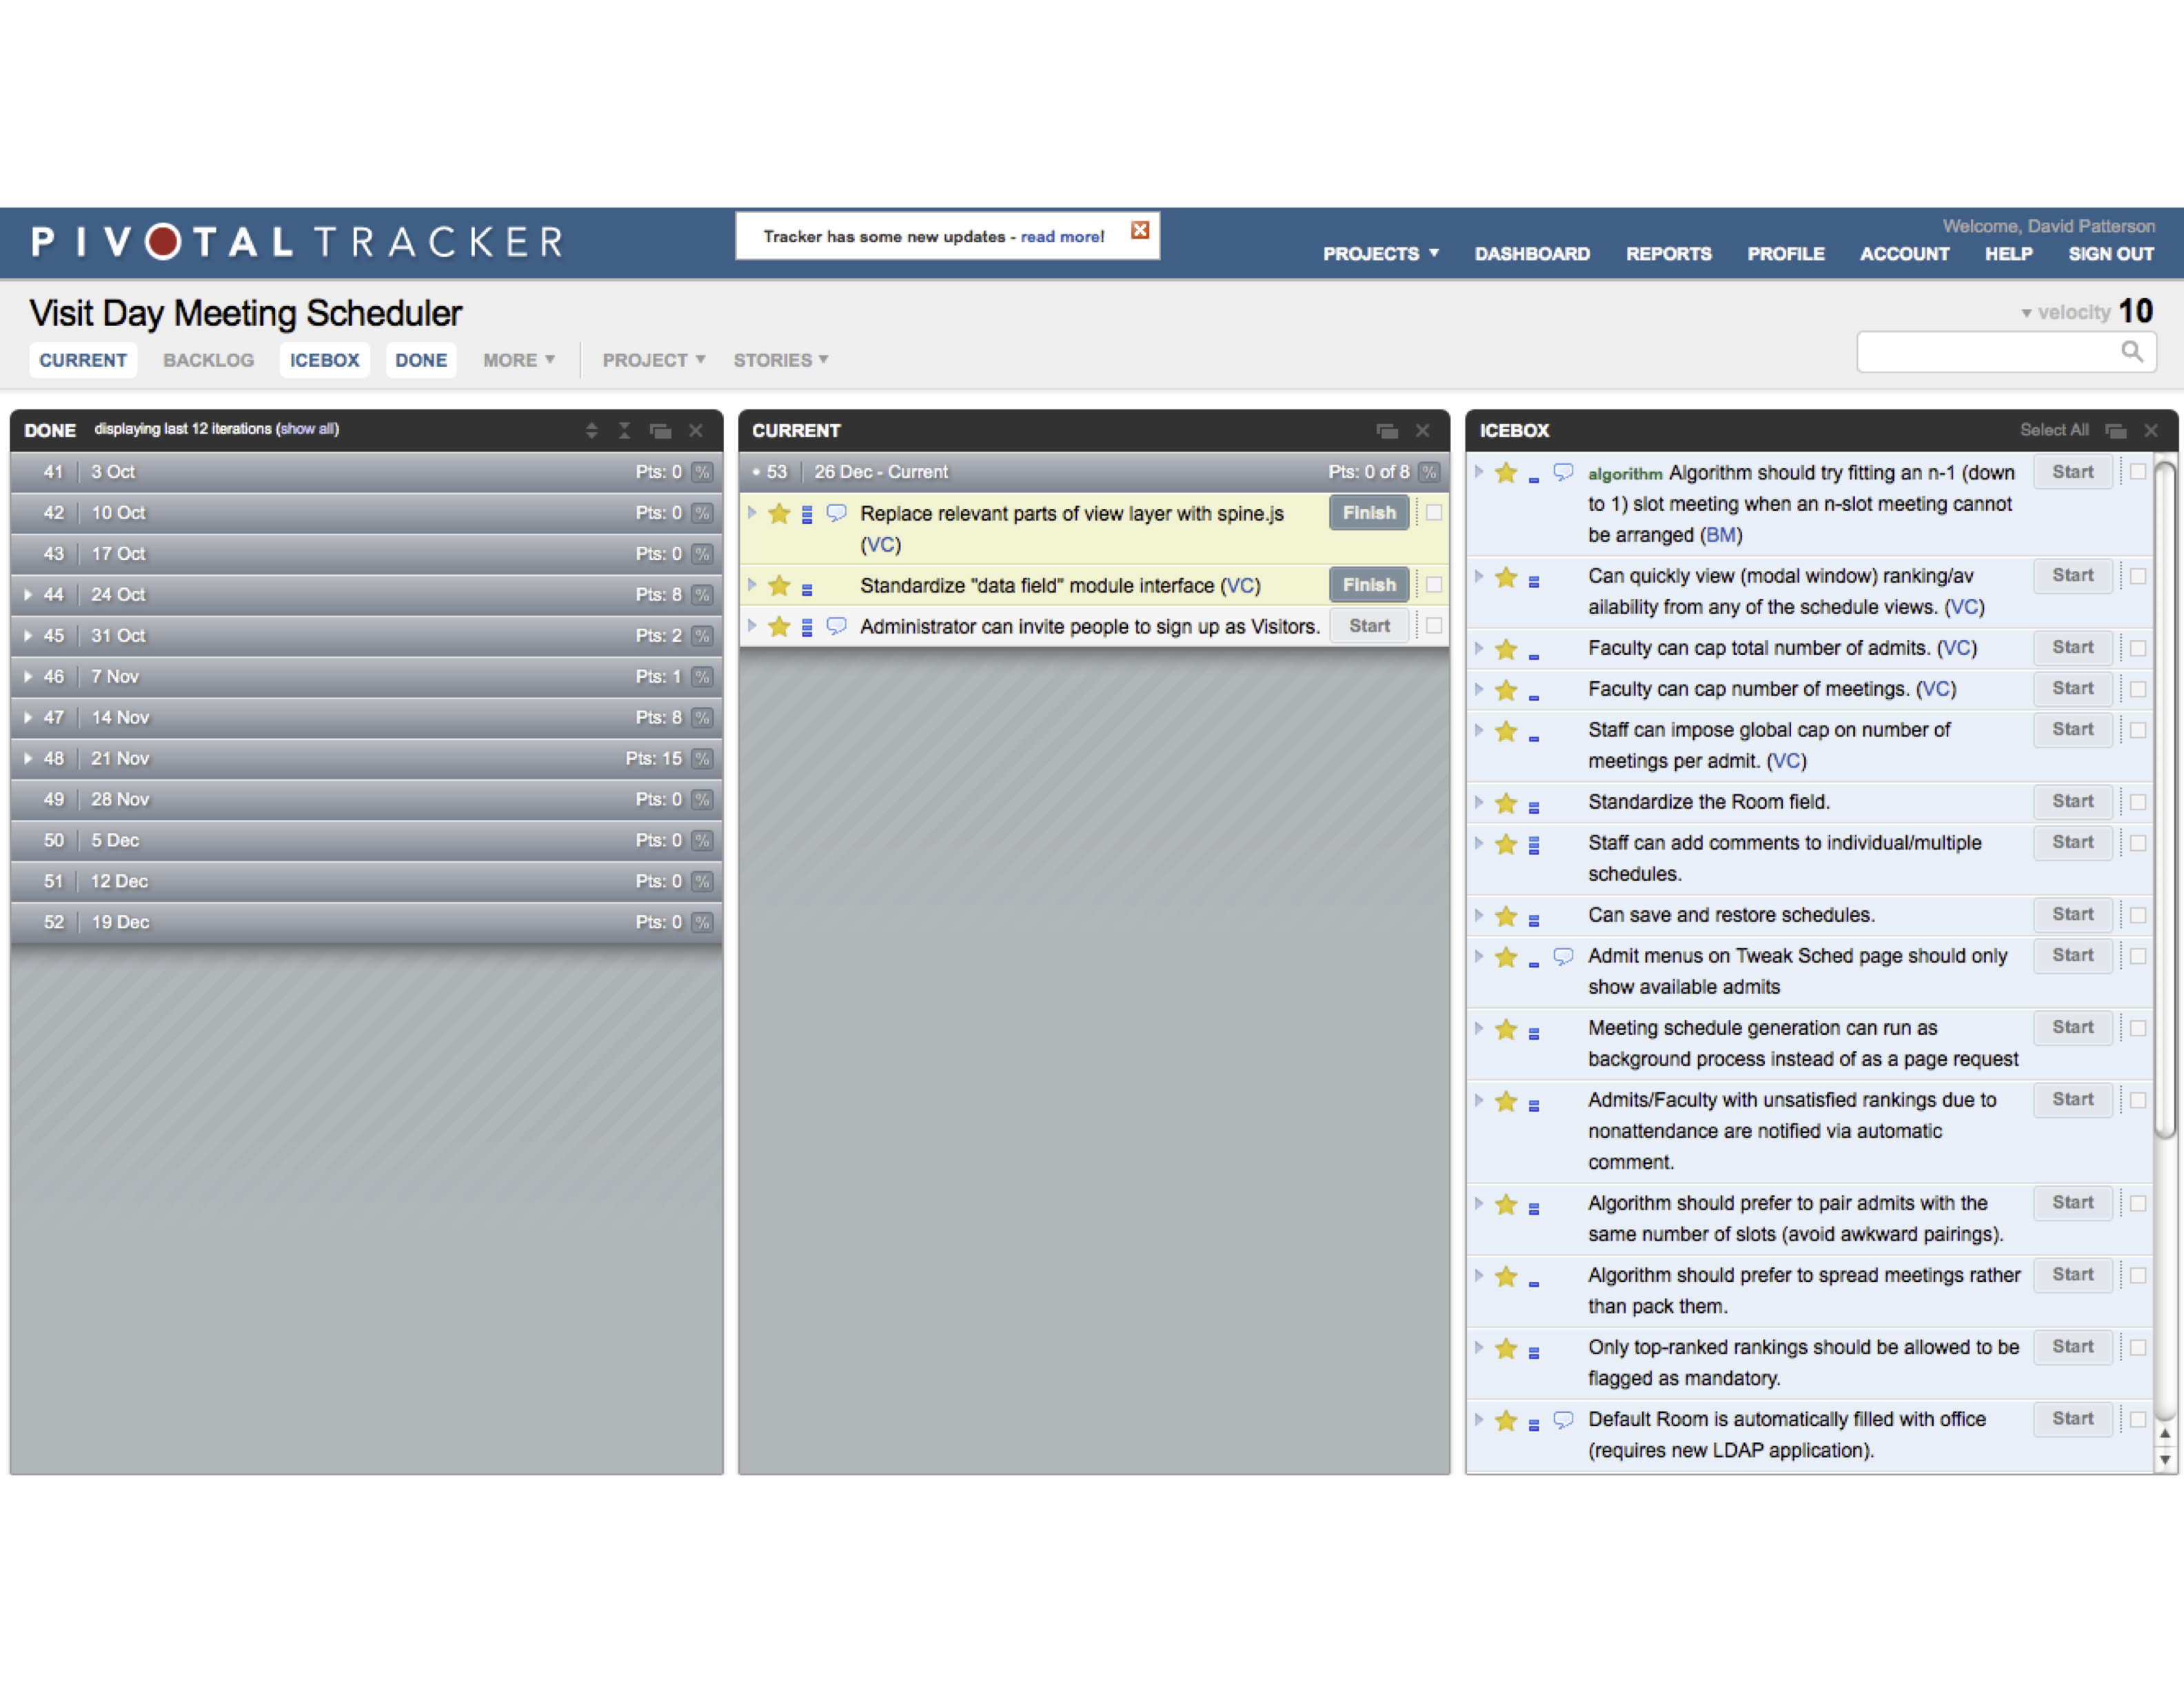 PIVOTALTRACKER
Tracker has some new updates - read more!
Welcome, David Patterson
PROJECTS DASHBOARD REPORTS PROFILE ACCOUNT HELP SIGN OUT
Visit Day Meeting Scheduler
velocity 10
CURRENT BACKLOG ICEBOX DONE MORE PROJECT STORIES
DONE displaying last 12 iterations (show all)
41 3 Oct Pts: 0 %
42 10 Oct Pts: 0 %
43 17 Oct Pts: 0 %
44 24 Oct Pts: 8 %
45 31 Oct Pts: 2 %
46 7 Nov Pts: 1 %
47 14 Nov Pts: 8 %
48 21 Nov Pts: 15 %
49 28 Nov Pts: 0 %
50 5 Dec Pts: 0 %
51 12 Dec Pts: 0 %
52 19 Dec Pts: 0 %
CURRENT
53 26 Dec - Current Pts: 0 of 8 %
Replace relevant parts of view layer with spine.js Finish
(VC)
Standardize "data field" module interface (VC) Finish
Administrator can invite people to sign up as Visitors. Start
ICEBOX Select All
algorithm Algorithm should try fitting an n-1 (down Start
to 1) slot meeting when an n-slot meeting cannot
be arranged (BM)
Can quickly view (modal window) ranking/av Start
ailability from any of the schedule views. (VC)
Faculty can cap total number of admits. (VC) Start
Faculty can cap number of meetings. (VC) Start
Staff can impose global cap on number of Start
meetings per admit. (VC)
Standardize the Room field. Start
Staff can add comments to individual/multiple Start
schedules.
Can save and restore schedules. Start
Admit menus on Tweak Sched page should only Start
show available admits
Meeting schedule generation can run as Start
background process instead of as a page request
Admits/Faculty with unsatisfied rankings due to Start
nonattendance are notified via automatic
comment.
Algorithm should prefer to pair admits with the Start
same number of slots (avoid awkward pairings).
Algorithm should prefer to spread meetings rather Start
than pack them.
Only top-ranked rankings should be allowed to be Start
flagged as mandatory.
Default Room is automatically filled with office Start
(requires new LDAP application).